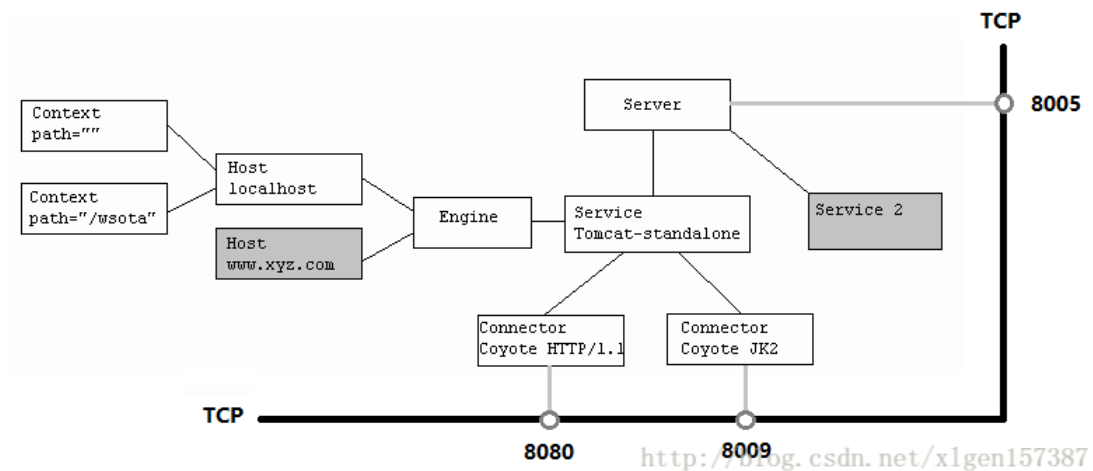 TCP
Server
8005
Context
path=""
Host
localhost
Context
path="/wsota"
Engine
Service
Tomcat-standalone
Service 2
Host
www.xyz.com
Connector
Coyote HTTP/1.1
Connector
Coyote JK2
TCP
8080
8009
http://blog.csdn.net/xlgen157387